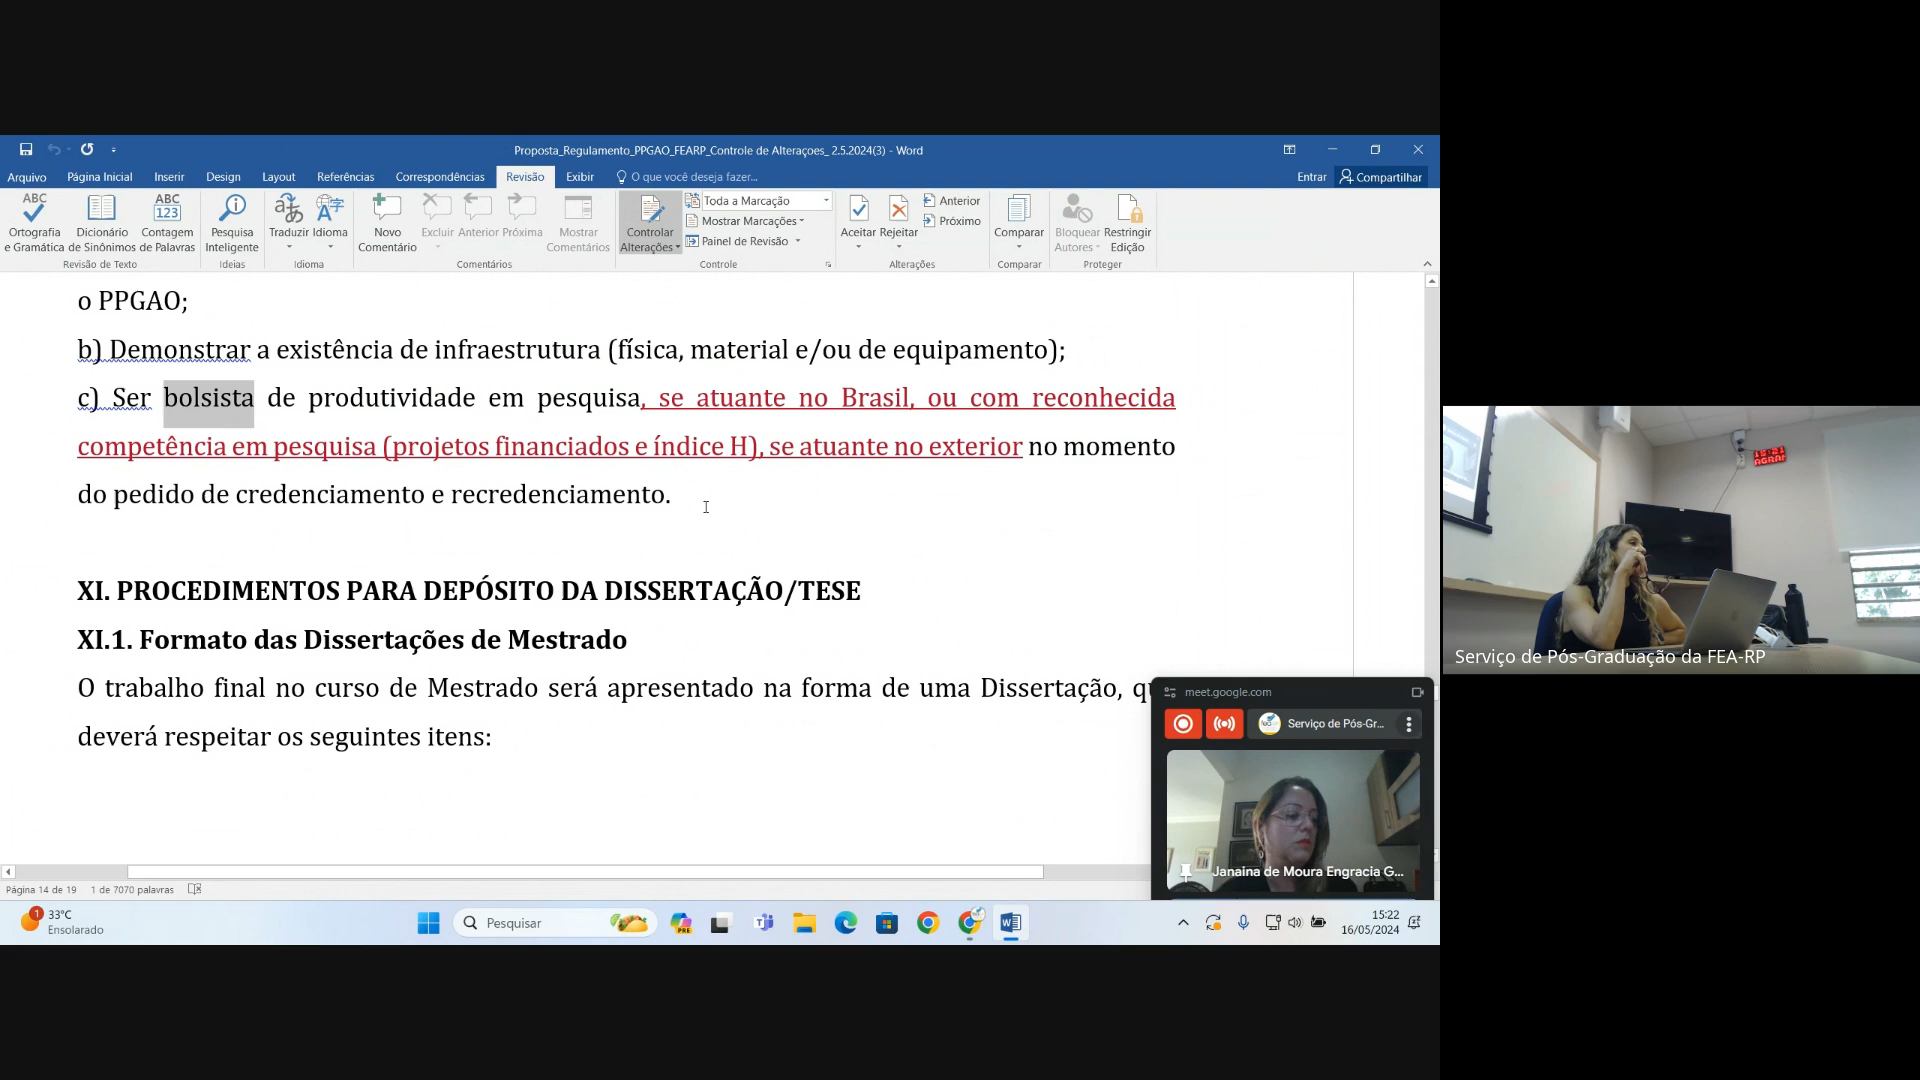 Proposta_Regulamento_PPGAO_FEARP_Controle de Alteraçoes_ 2.5.2024(3) - Word
Arquivo Página Inicial Inserir Design Layout Referências Correspondências Revisão Exibir O que você deseja fazer... Entrar Compartilhar
ABC ABC
123
Ortografia e Gramática
Dicionário de Sinônimos
Contagem de Palavras
Pesquisa Inteligente
Traduzir
Idioma
Novo Comentário
Excluir
Anterior
Próxima
Mostrar Comentários
Controlar Alterações
Toda a Marcação
Mostrar Marcações
Painel de Revisão
Aceitar
Rejeitar
Anterior
Próximo
Comparar
Bloquear Autores
Restringir Edição
Revisão de Texto Ideias Idioma Comentários Controle Alterações Comparar Proteger
o PPGAO;
b) Demonstrar a existência de infraestrutura (física, material e/ou de equipamento);
c) Ser bolsista de produtividade em pesquisa, se atuante no Brasil, ou com reconhecida
competência em pesquisa (projetos financiados e índice H), se atuante no exterior no momento
do pedido de credenciamento e recredenciamento.
XI. PROCEDIMENTOS PARA DEPÓSITO DA DISSERTAÇÃO/TESE
XI.1. Formato das Dissertações de Mestrado
O trabalho final no curso de Mestrado será apresentado na forma de uma Dissertação,
deverá respeitar os seguintes itens:
meet.google.com
Serviço de Pós-Gr...
Janaina de Moura Engracia G...
Página 14 de 19 1 de 7070 palavras
1
33°C
Ensolarado
Pesquisar
PRE
15:22
16/05/2024
Serviço de Pós-Graduação da FEA-RP